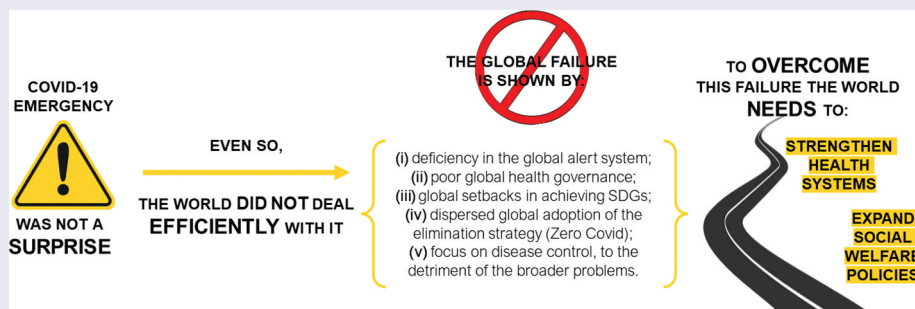 COVID-19
EMERGENCY
WAS NOT A
SURPRISE
EVEN SO,
THE WORLD DID NOT DEAL
EFFICIENTLY WITH IT
THE GLOBAL FAILURE
IS SHOWN BY:
(i) deficiency in the global alert system;
(ii) poor global health governance;
(iii) global setbacks in achieving SDGs;
(iv) dispersed global adoption of the
elimination strategy (Zero Covid);
(v) focus on disease control, to the
detriment of the broader problems.
TO OVERCOME
THIS FAILURE THE WORLD
NEEDS TO:
STRENGTHEN
HEALTH
SYSTEMS
EXPAND
SOCIAL
WELFARE
POLICIES